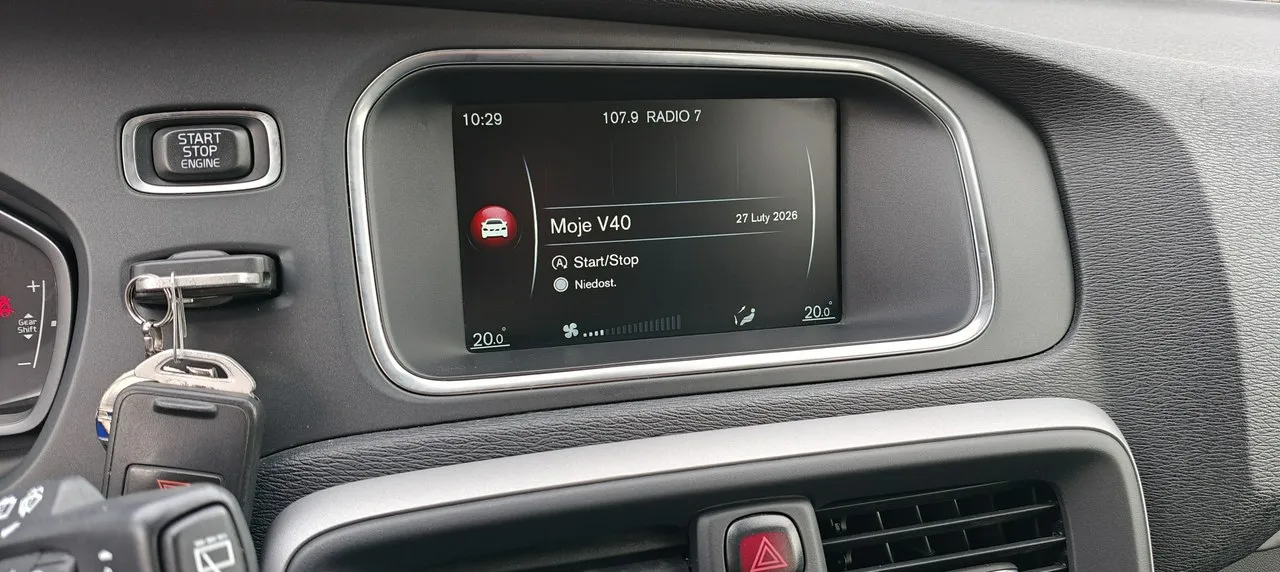 10:29 107.9 RADIO 7
START
STOP
ENGINE
Moje V40 27 Luty 2026
Start/Stop
Niedost.
20.0° 20.0°
+
Gear
Shift
−